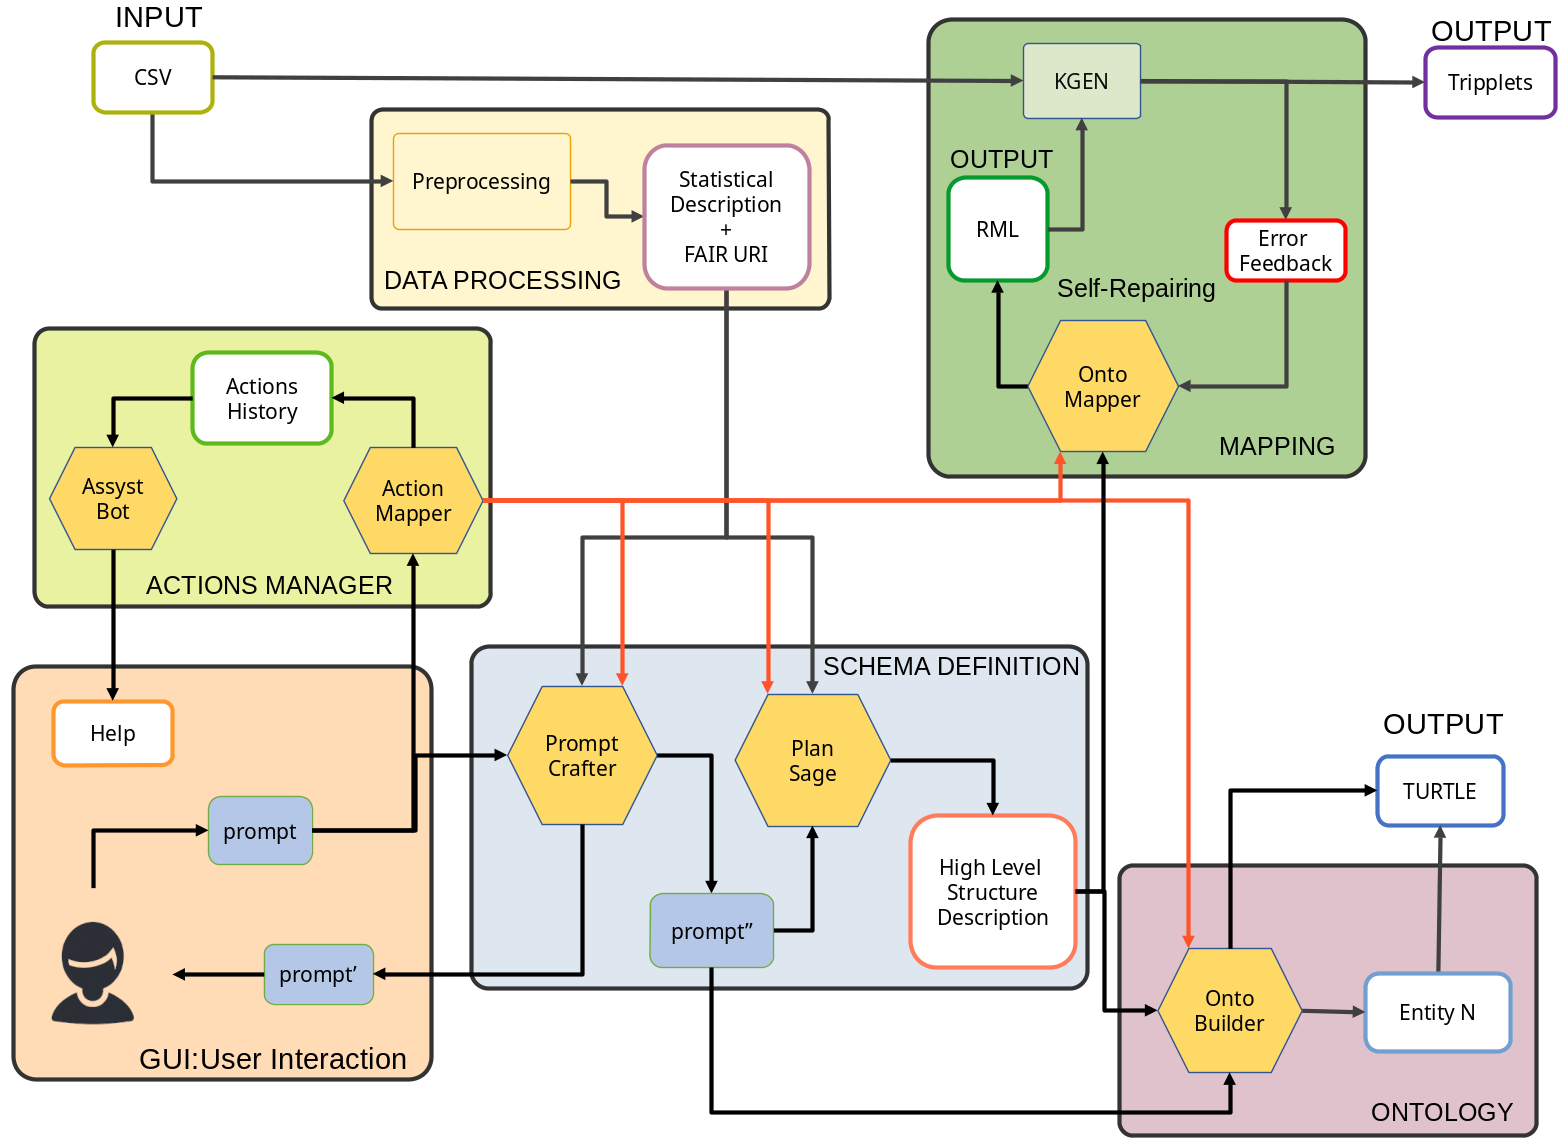 INPUT
CSV
OUTPUT
Tripplets
KGEN
OUTPUT
RML
Error
Feedback
Self-Repairing
Onto
Mapper
MAPPING
Preprocessing
Statistical
Description
+
FAIR URI
DATA PROCESSING
Actions
History
Assyst
Bot
Action
Mapper
ACTIONS MANAGER
Help
prompt
prompt’
GUI:User Interaction
SCHEMA DEFINITION
Prompt
Crafter
Plan
Sage
prompt”
High Level
Structure
Description
OUTPUT
TURTLE
Onto
Builder
Entity N
ONTOLOGY